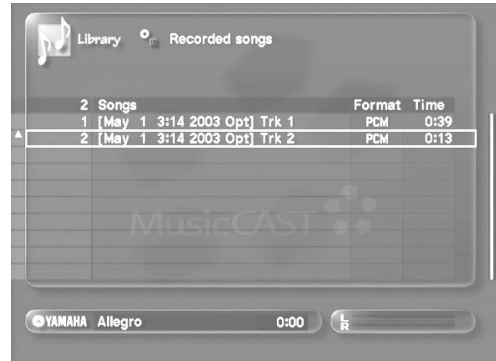 Library Recorded songs
2 Songs Format Time
1 [May 1 3:14 2003 Opt] Trk 1 PCM 0:39
2 [May 1 3:14 2003 Opt] Trk 2 PCM 0:13
MusicCAST
YAMAHA Allegro 0:00 L
R